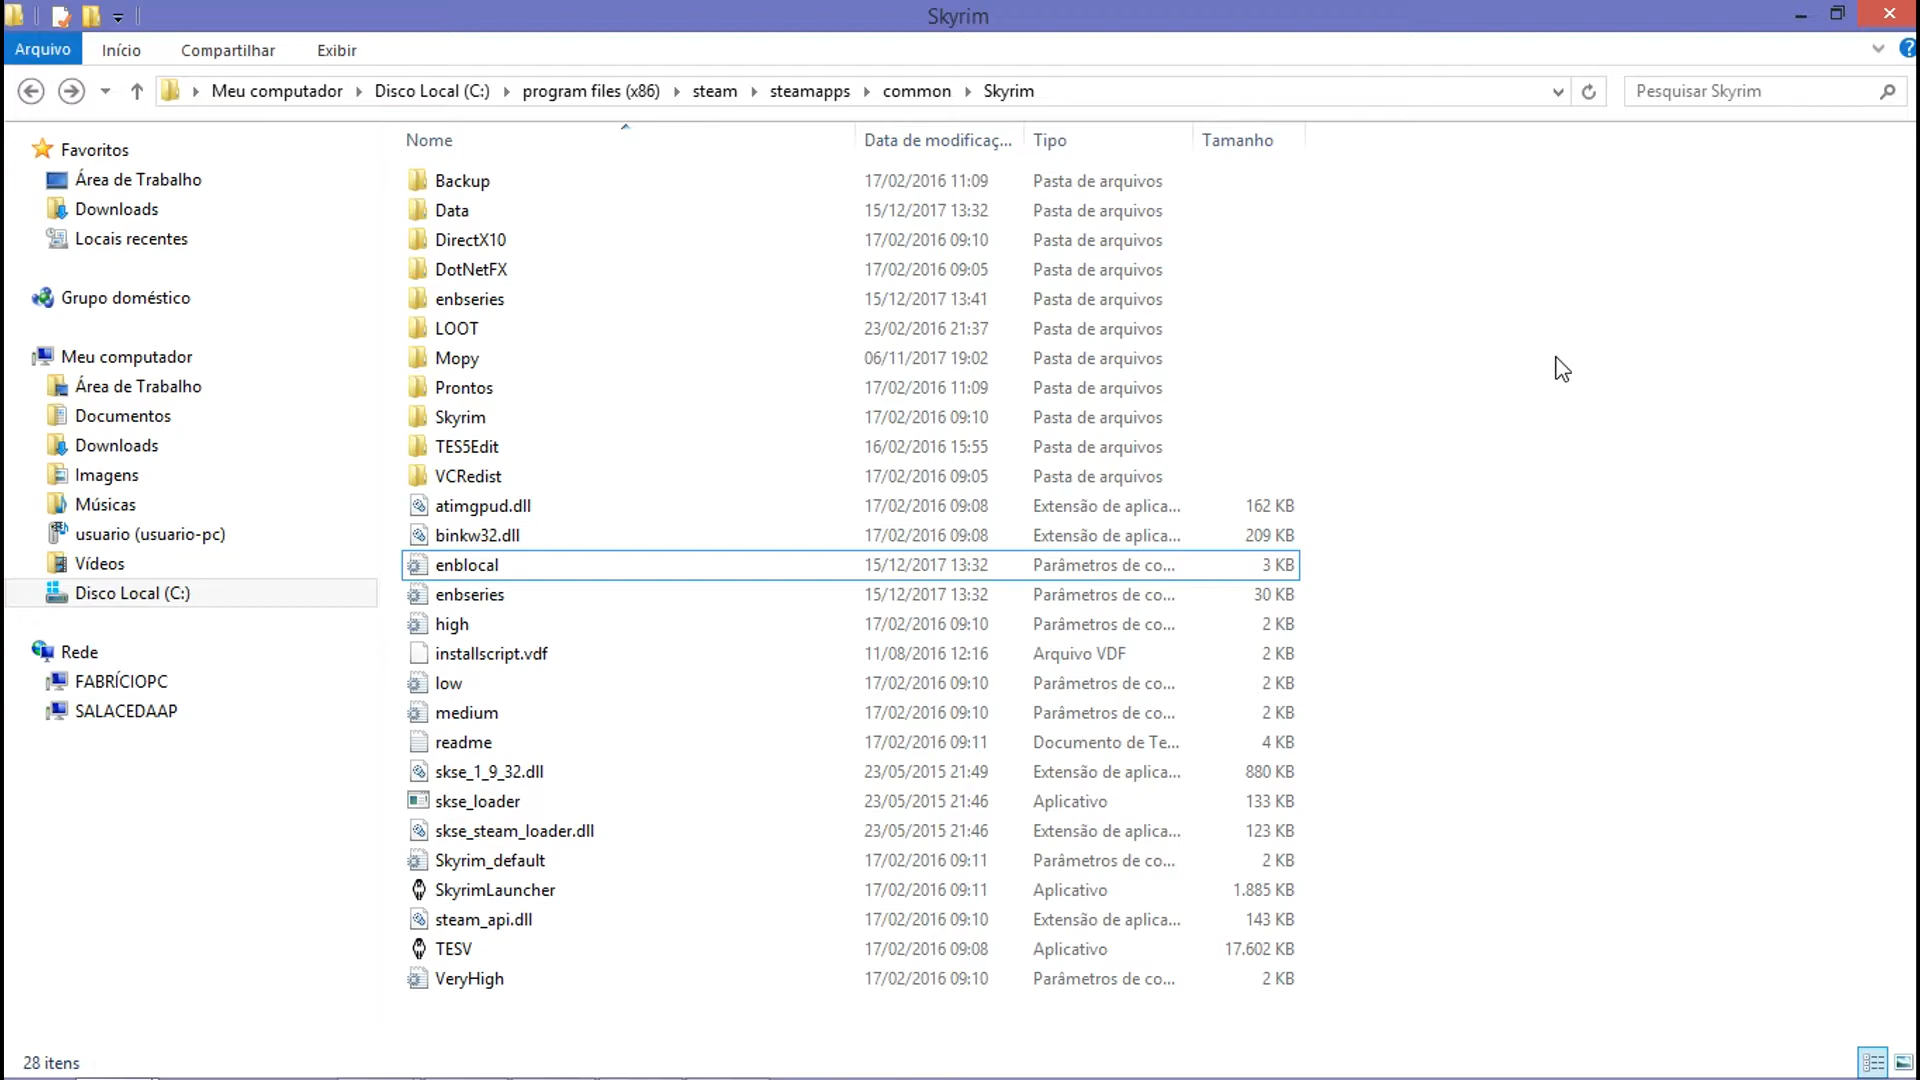 Skyrim
Arquivo Início Compartilhar Exibir
Meu computador Disco Local (C:) program files (x86) steam steamapps common Skyrim Pesquisar Skyrim
Nome Data de modificaç... Tipo Tamanho
Favoritos
Área de Trabalho
Downloads
Locais recentes
Grupo doméstico
Meu computador
Área de Trabalho
Documentos
Downloads
Imagens
Músicas
usuario (usuario-pc)
Vídeos
Disco Local (C:)
Rede
FABRÍCIOPC
SALACEDAAP
Backup 17/02/2016 11:09 Pasta de arquivos
Data 15/12/2017 13:32 Pasta de arquivos
DirectX10 17/02/2016 09:10 Pasta de arquivos
DotNetFX 17/02/2016 09:05 Pasta de arquivos
enbseries 15/12/2017 13:41 Pasta de arquivos
LOOT 23/02/2016 21:37 Pasta de arquivos
Mopy 06/11/2017 19:02 Pasta de arquivos
Prontos 17/02/2016 11:09 Pasta de arquivos
Skyrim 17/02/2016 09:10 Pasta de arquivos
TES5Edit 16/02/2016 15:55 Pasta de arquivos
VCRedist 17/02/2016 09:05 Pasta de arquivos
atimgpud.dll 17/02/2016 09:08 Extensão de aplica... 162 KB
binkw32.dll 17/02/2016 09:08 Extensão de aplica... 209 KB
enblocal 15/12/2017 13:32 Parâmetros de co... 3 KB
enbseries 15/12/2017 13:32 Parâmetros de co... 30 KB
high 17/02/2016 09:10 Parâmetros de co... 2 KB
installscript.vdf 11/08/2016 12:16 Arquivo VDF 2 KB
low 17/02/2016 09:10 Parâmetros de co... 2 KB
medium 17/02/2016 09:10 Parâmetros de co... 2 KB
readme 17/02/2016 09:11 Documento de Te... 4 KB
skse_1_9_32.dll 23/05/2015 21:49 Extensão de aplica... 880 KB
skse_loader 23/05/2015 21:46 Aplicativo 133 KB
skse_steam_loader.dll 23/05/2015 21:46 Extensão de aplica... 123 KB
Skyrim_default 17/02/2016 09:11 Parâmetros de co... 2 KB
SkyrimLauncher 17/02/2016 09:11 Aplicativo 1.885 KB
steam_api.dll 17/02/2016 09:10 Extensão de aplica... 143 KB
TESV 17/02/2016 09:08 Aplicativo 17.602 KB
VeryHigh 17/02/2016 09:10 Parâmetros de co... 2 KB
28 itens